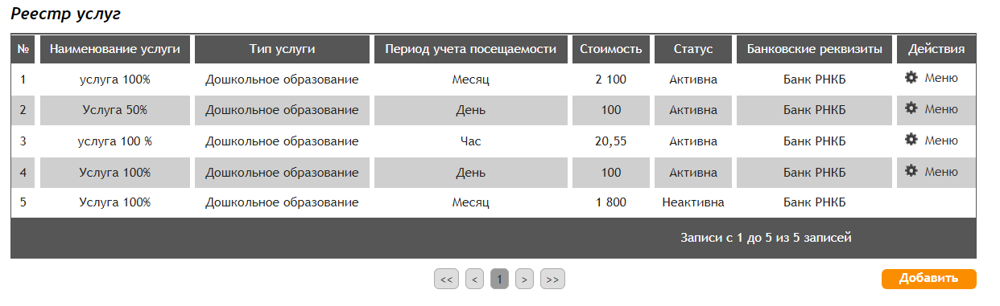 Реестр услуг
№ Наименование услуги Тип услуги Период учета посещаемости Стоимость Статус Банковские реквизиты Действия
1 услуга 100% Дошкольное образование Месяц 2 100 Активна Банк РНКБ Меню
2 Услуга 50% Дошкольное образование День 100 Активна Банк РНКБ Меню
3 услуга 100 % Дошкольное образование Час 20,55 Активна Банк РНКБ Меню
4 Услуга 100% Дошкольное образование День 100 Активна Банк РНКБ Меню
5 Услуга 100% Дошкольное образование Месяц 1 800 Неактивна Банк РНКБ
Записи с 1 до 5 из 5 записей
<< < 1 > >> Добавить